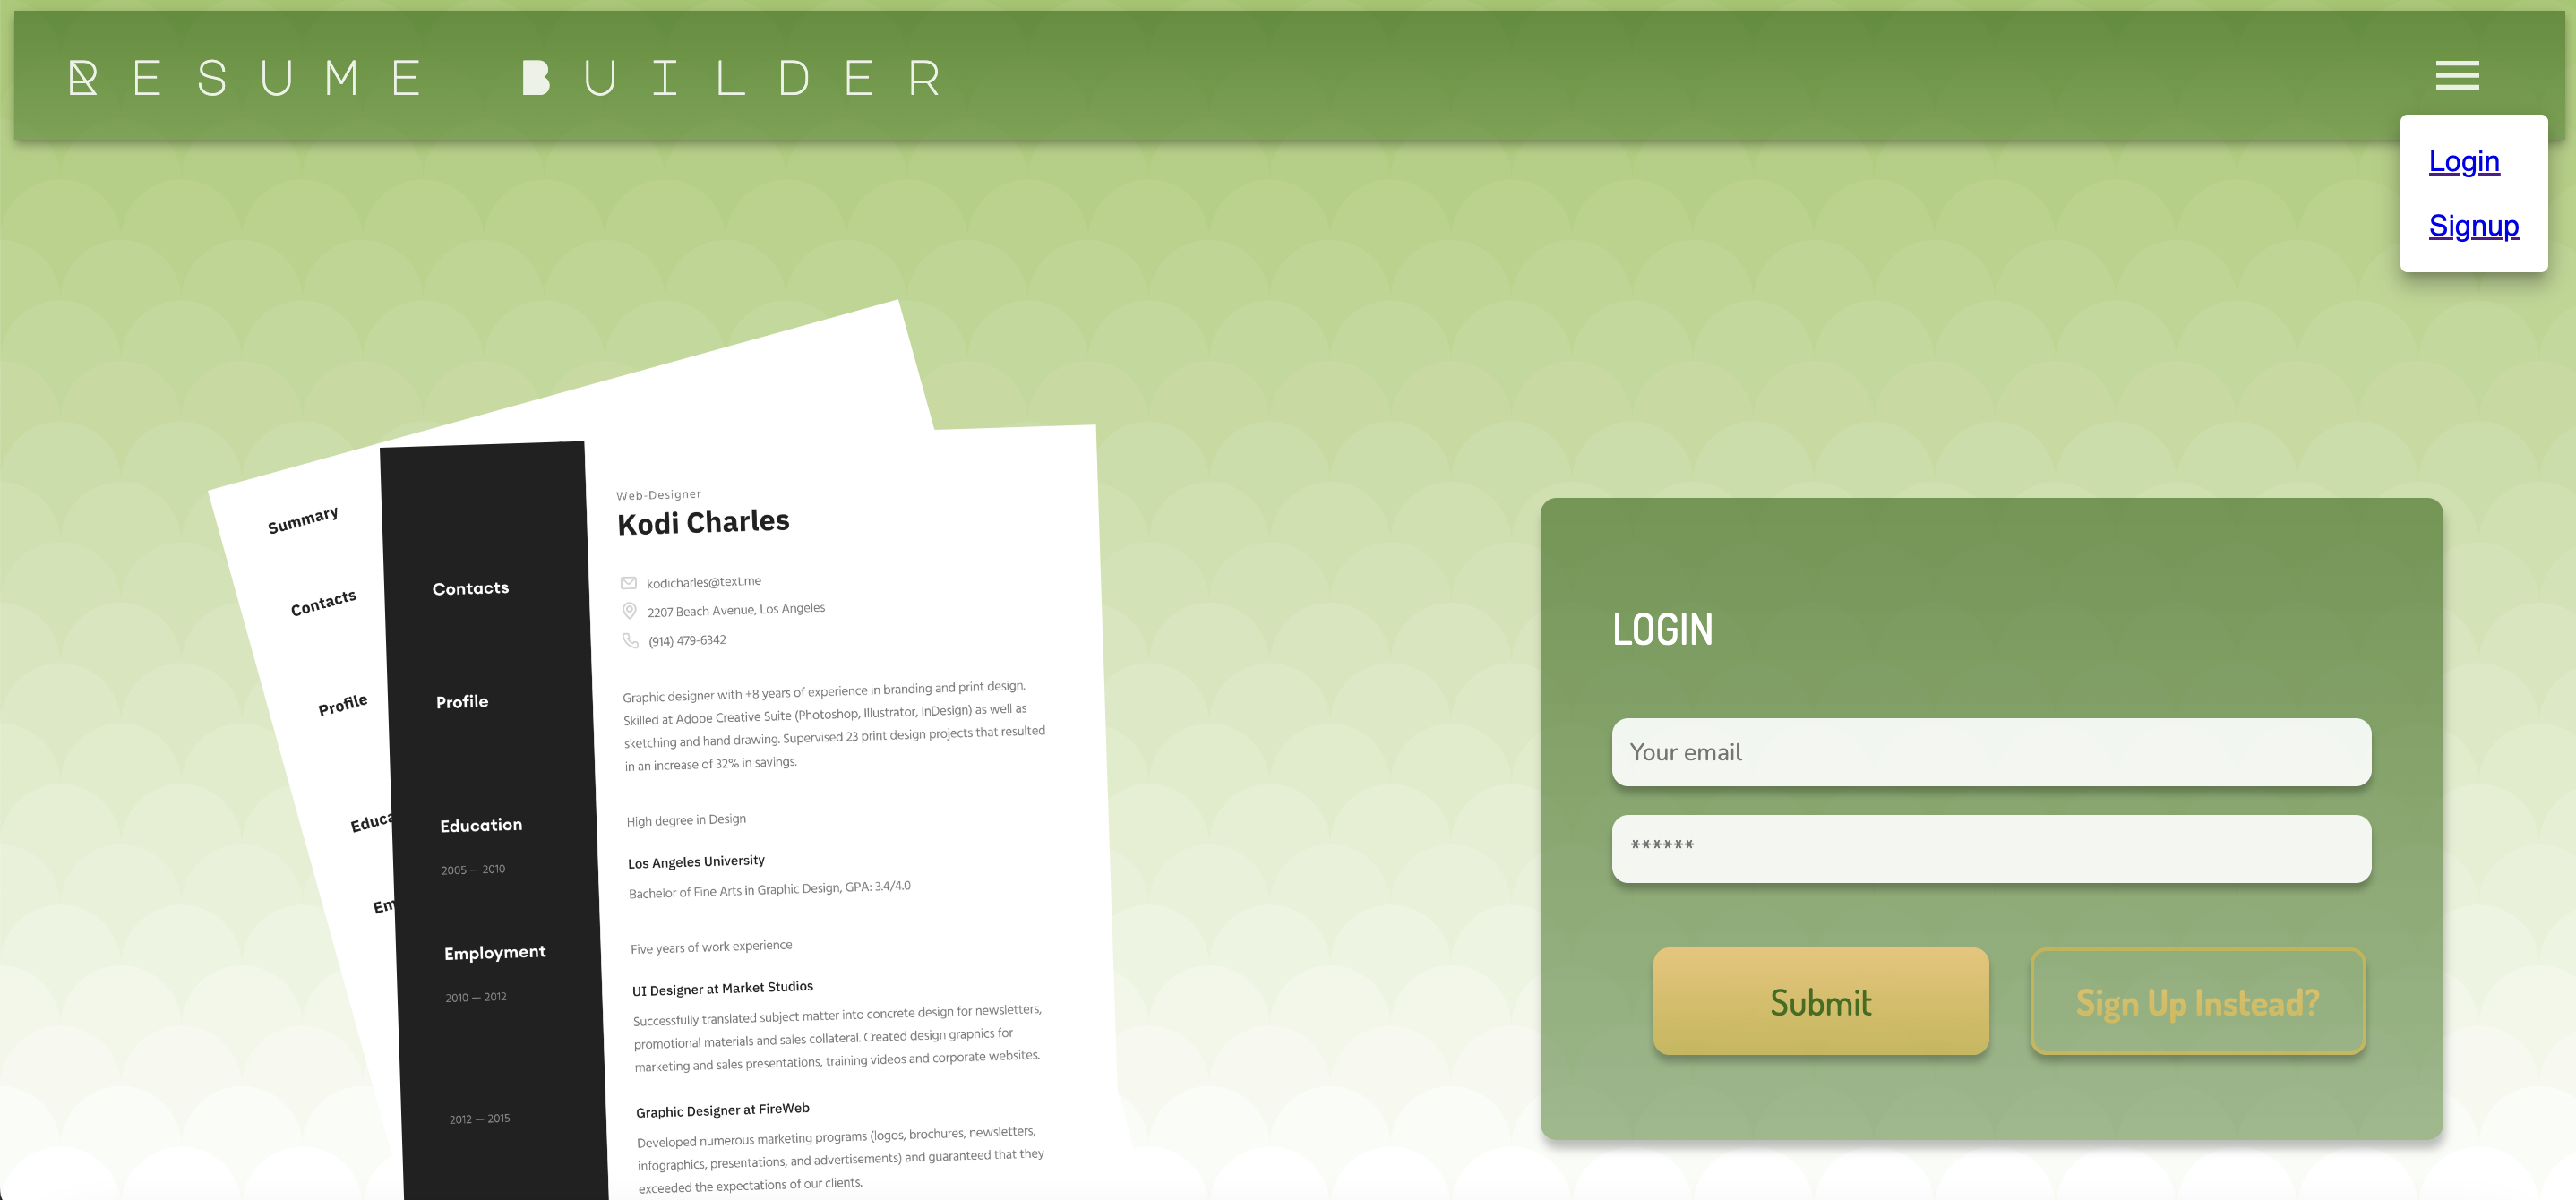 RESUME BUILDER
Login
Signup
Summary
Contacts
Profile
Educa
Em
Contacts
Profile
Education
2005 — 2010
Employment
2010 — 2012
2012 — 2015
Web-Designer
Kodi Charles
kodicharles@text.me
2207 Beach Avenue, Los Angeles
(914) 479-6342
Graphic designer with +8 years of experience in branding and print design.
Skilled at Adobe Creative Suite (Photoshop, Illustrator, InDesign) as well as
sketching and hand drawing. Supervised 23 print design projects that resulted
in an increase of 32% in savings.
High degree in Design
Los Angeles University
Bachelor of Fine Arts in Graphic Design, GPA: 3.4/4.0
Five years of work experience
UI Designer at Market Studios
Successfully translated subject matter into concrete design for newsletters,
promotional materials and sales collateral. Created design graphics for
marketing and sales presentations, training videos and corporate websites.
Graphic Designer at FireWeb
Developed numerous marketing programs (logos, brochures, newsletters,
infographics, presentations, and advertisements) and guaranteed that they
exceeded the expectations of our clients.
LOGIN
Your email
******
Submit
Sign Up Instead?